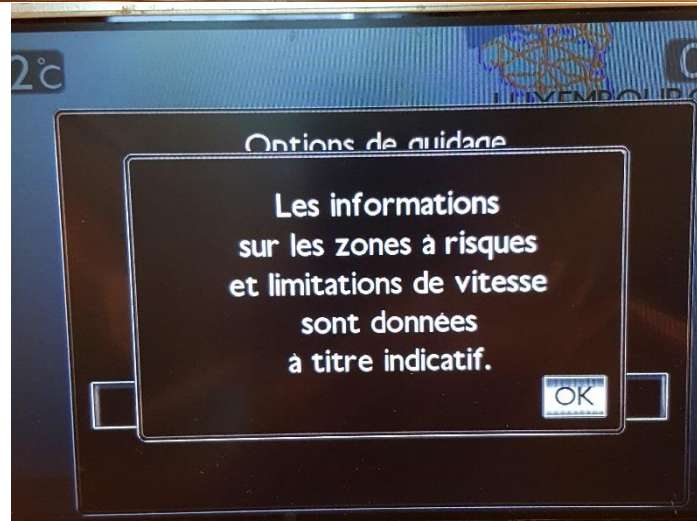 2°C
LUXEMBOURG
Options de guidage
Les informations
sur les zones à risques
et limitations de vitesse
sont données
à titre indicatif.
OK